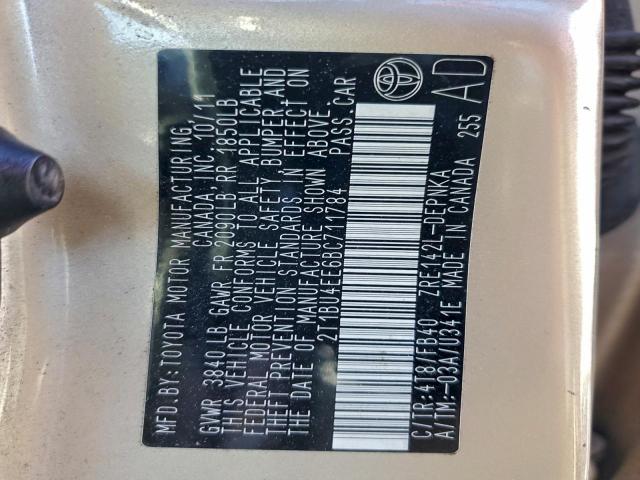 MFD.BY:TOYOTA MOTOR MANUFACTURING,
CANADA, INC. 10/11
GVWR 3840 LB GAWR FR 2090LB RR 1850LB
THIS VEHICLE CONFORMS TO ALL APPLICABLE
FEDERAL MOTOR VEHICLE SAFETY, BUMPER, AND
THEFT PREVENTION STANDARDS IN EFFECT ON
THE DATE OF MANUFACTURE SHOWN ABOVE.
2T1BU4EE6BC711784 PASS.CAR
C/TR:4T8/FB40 ZRE142L-DEPNKA
A/TM:-03A/U341E MADE IN CANADA 255
AD